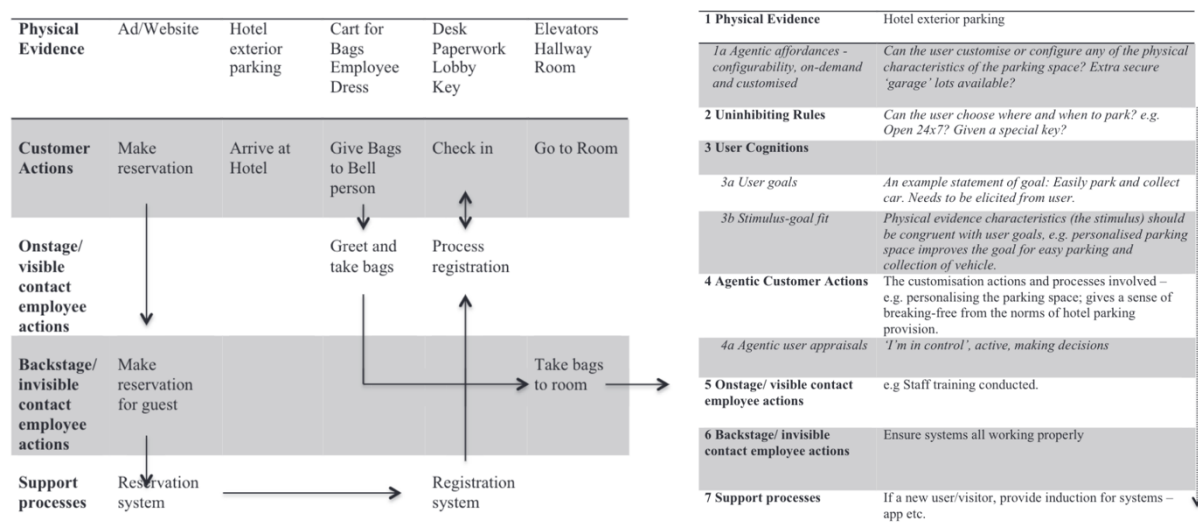 Physical Evidence
Ad/Website
Hotel exterior parking
Cart for Bags Employee Dress
Desk Paperwork Lobby Key
Elevators Hallway Room
Customer Actions
Make reservation
Arrive at Hotel
Give Bags to Bell person
Check in
Go to Room
Onstage/ visible contact employee actions
Greet and take bags
Process registration
Backstage/ invisible contact employee actions
Make reservation for guest
Take bags to room
Support processes
Reservation system
Registration system
1 Physical Evidence
Hotel exterior parking
1a Agentic affordances -
configurability, on-demand
and customised
Can the user customise or configure any of the physical
characteristics of the parking space? Extra secure
‘garage’ lots available?
2 Uninhibiting Rules
Can the user choose where and when to park? e.g.
Open 24x7? Given a special key?
3 User Cognitions
3a User goals
An example statement of goal: Easily park and collect
car. Needs to be elicited from user.
3b Stimulus-goal fit
Physical evidence characteristics (the stimulus) should
be congruent with user goals, e.g. personalised parking
space improves the goal for easy parking and
collection of vehicle.
4 Agentic Customer Actions
The customisation actions and processes involved –
e.g. personalising the parking space; gives a sense of
breaking-free from the norms of hotel parking
provision.
4a Agentic user appraisals
‘I’m in control’, active, making decisions
5 Onstage/ visible contact
employee actions
e.g Staff training conducted.
6 Backstage/ invisible
contact employee actions
Ensure systems all working properly
7 Support processes
If a new user/visitor, provide induction for systems –
app etc.